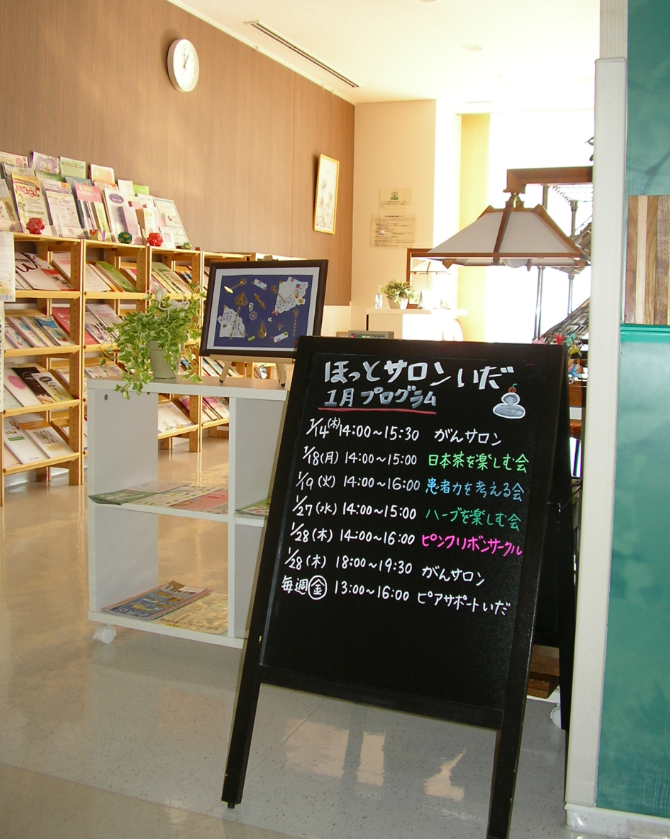 ほっとサロンいだ
1月プログラム
1/14(木) 14:00~15:30 がんサロン
1/18(月) 14:00~15:00 日本茶を楽しむ会
1/19(火) 14:00~16:00 患者力を考える会
1/27(水) 14:00~15:00 ハーブを楽しむ会
1/28(木) 14:00~16:00 ピンクリボンサークル
1/28(木) 18:00~19:30 がんサロン
毎週金 13:00~16:00 ピアサポートいだ